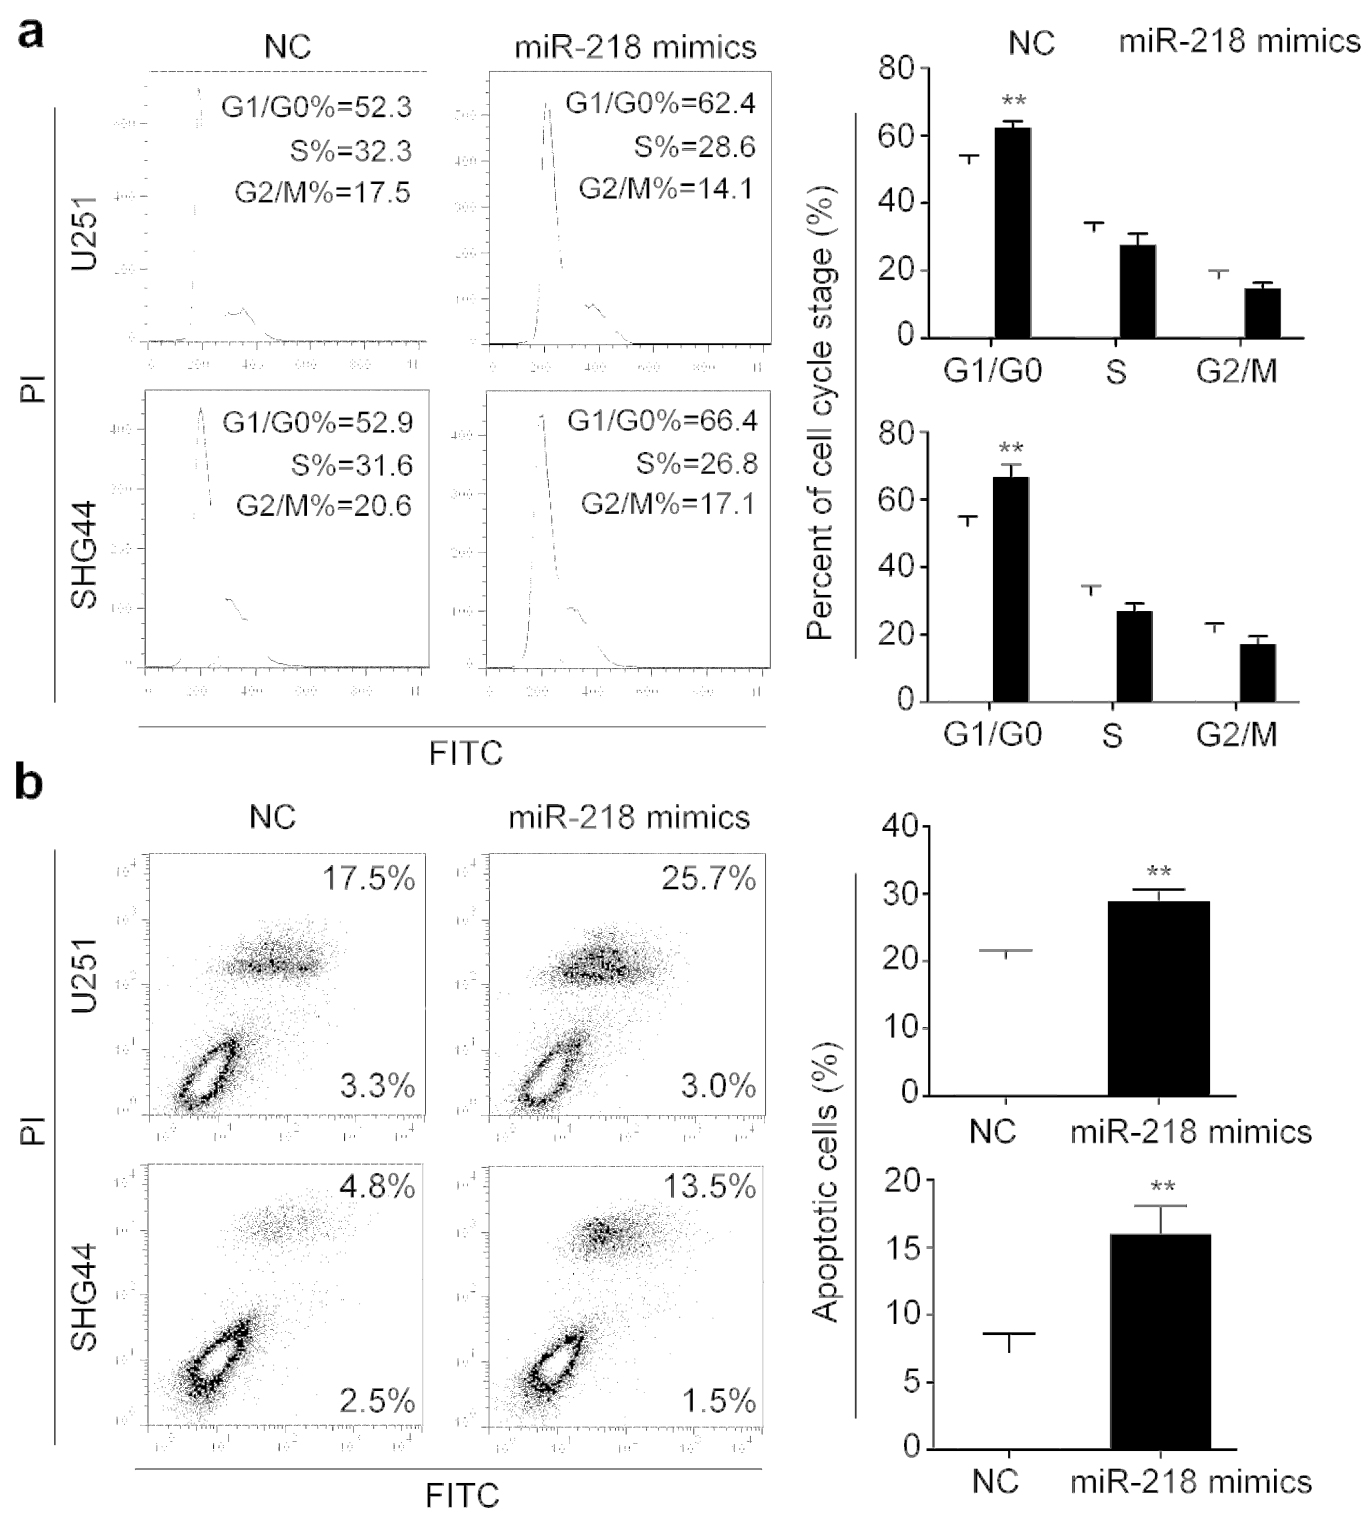 a
NC
miR-218 mimics
G1/G0%=52.3
S%=32.3
G2/M%=17.5
G1/G0%=62.4
S%=28.6
G2/M%=14.1
U251
G1/G0%=52.9
S%=31.6
G2/M%=20.6
G1/G0%=66.4
S%=26.8
G2/M%=17.1
SHG44
PI
FITC
NC
miR-218 mimics
Percent of cell cycle stage (%)
80
60
40
20
0
**
G1/G0
S
G2/M
80
60
40
20
0
**
G1/G0
S
G2/M
b
NC
miR-218 mimics
U251
17.5%
3.3%
25.7%
3.0%
SHG44
4.8%
2.5%
13.5%
1.5%
PI
FITC
Apoptotic cells (%)
40
30
20
10
0
**
NC
miR-218 mimics
20
15
10
5
0
**
NC
miR-218 mimics